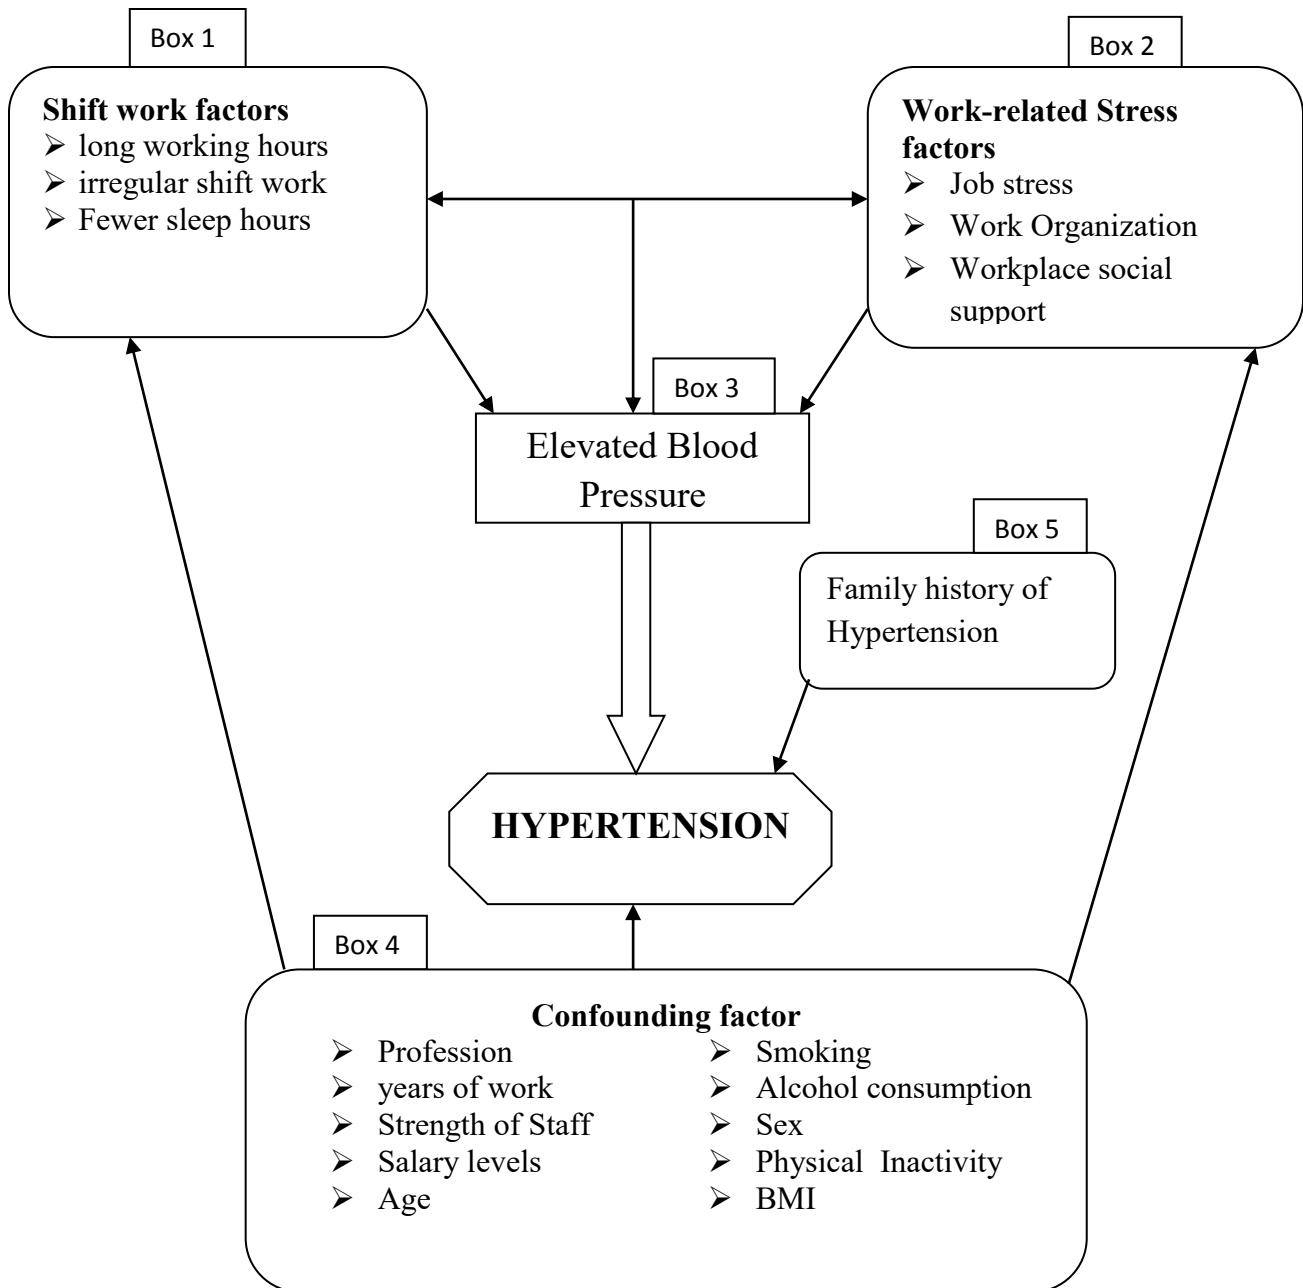 Box 1
Shift work factors
➢ long working hours
➢ irregular shift work
➢ Fewer sleep hours
Box 2
Work-related Stress
factors
➢ Job stress
➢ Work Organization
➢ Workplace social
support
Box 3
Elevated Blood
Pressure
Box 5
Family history of
Hypertension
HYPERTENSION
Box 4
Confounding factor
➢ Profession
➢ years of work
➢ Strength of Staff
➢ Salary levels
➢ Age
➢ Smoking
➢ Alcohol consumption
➢ Sex
➢ Physical Inactivity
➢ BMI